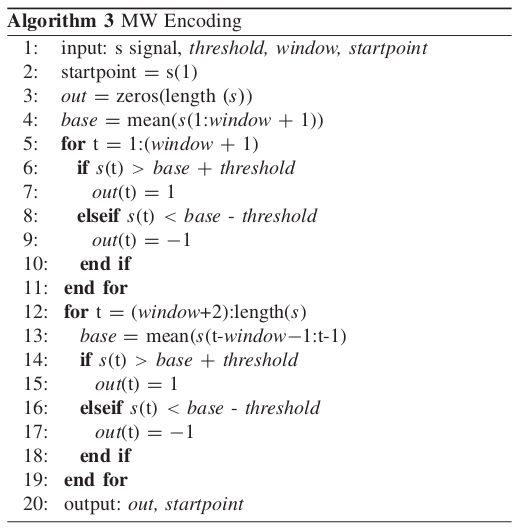 Algorithm 3 MW Encoding
1: input: s signal, threshold, window, startpoint
2: startpoint = s(1)
3: out = zeros(length (s))
4: base = mean(s(1:window + 1))
5: for t = 1:(window + 1)
6: if s(t) > base + threshold
7: out(t) = 1
8: elseif s(t) < base - threshold
9: out(t) = −1
10: end if
11: end for
12: for t = (window+2):length(s)
13: base = mean(s(t-window−1:t-1)
14: if s(t) > base + threshold
15: out(t) = 1
16: elseif s(t) < base - threshold
17: out(t) = −1
18: end if
19: end for
20: output: out, startpoint